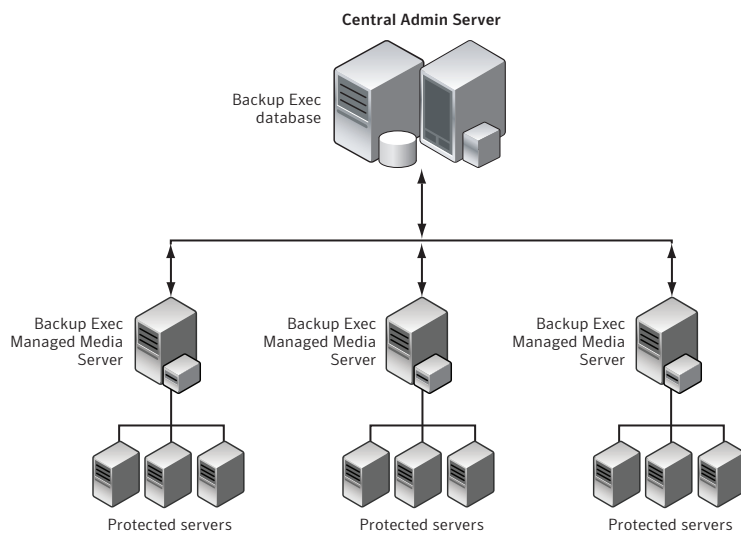 Central Admin Server
Backup Exec
database
Backup Exec
Managed Media
Server
Backup Exec
Managed Media
Server
Backup Exec
Managed Media
Server
Protected servers
Protected servers
Protected servers